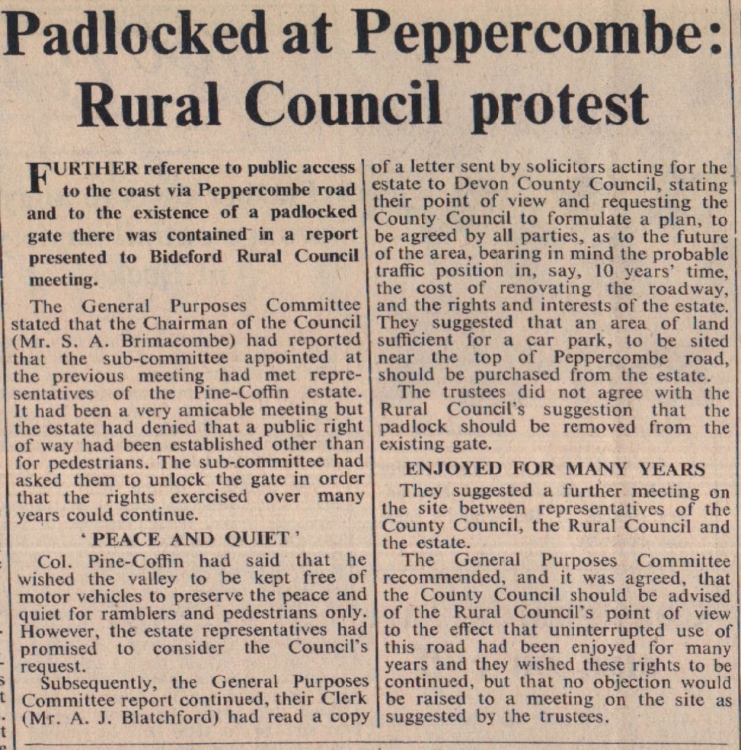 Padlocked at Peppercombe:
Rural Council protest
FURTHER reference to public access
to the coast via Peppercombe road
and to the existence of a padlocked
gate there was contained in a report
presented to Bideford Rural Council
meeting.
The General Purposes Committee
stated that the Chairman of the Council
(Mr. S. A. Brimacombe) had reported
that the sub-committee appointed at
the previous meeting had met repre-
sentatives of the Pine-Coffin estate.
It had been a very amicable meeting but
the estate had denied that a public right
of way had been established other than
for pedestrians. The sub-committee had
asked them to unlock the gate in order
that the rights exercised over many
years could continue.
‘PEACE AND QUIET’
Col. Pine-Coffin had said that he
wished the valley to be kept free of
motor vehicles to preserve the peace and
quiet for ramblers and pedestrians only.
However, the estate representatives had
promised to consider the Council's
request.
Subsequently, the General Purposes
Committee report continued, their Clerk
(Mr. A. J. Blatchford) had read a copy
of a letter sent by solicitors acting for the
estate to Devon County Council, stating
their point of view and requesting the
County Council to formulate a plan, to
be agreed by all parties, as to the future
of the area, bearing in mind the probable
traffic position in, say, 10 years' time,
the cost of renovating the roadway,
and the rights and interests of the estate.
They suggested that an area of land
sufficient for a car park, to be sited
near the top of Peppercombe road,
should be purchased from the estate.
The trustees did not agree with the
Rural Council's suggestion that the
padlock should be removed from the
existing gate.
ENJOYED FOR MANY YEARS
They suggested a further meeting on
the site between representatives of the
County Council, the Rural Council and
the estate.
The General Purposes Committee
recommended, and it was agreed, that
the County Council should be advised
of the Rural Council's point of view
to the effect that uninterrupted use of
this road had been enjoyed for many
years and they wished these rights to be
continued, but that no objection would
be raised to a meeting on the site as
suggested by the trustees.